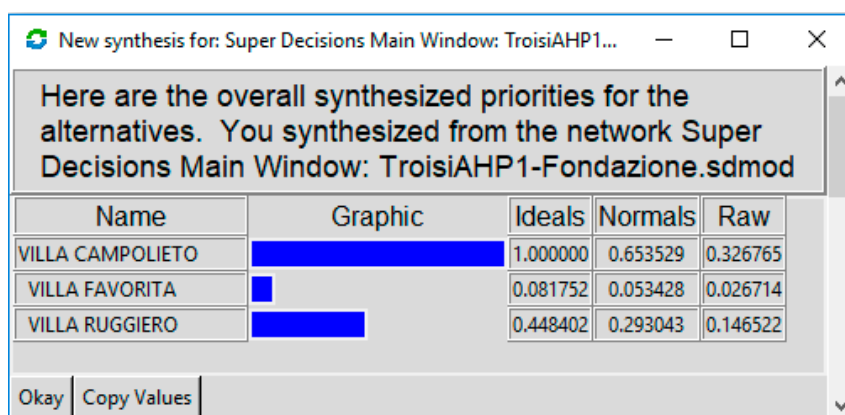 New synthesis for: Super Decisions Main Window: TroisiAHP1...
Here are the overall synthesized priorities for the
alternatives. You synthesized from the network Super
Decisions Main Window: TroisiAHP1-Fondazione.sdmod
Name Graphic Ideals Normals Raw
VILLA CAMPOLIETO 1.000000 0.653529 0.326765
VILLA FAVORITA 0.081752 0.053428 0.026714
VILLA RUGGIERO 0.448402 0.293043 0.146522
Okay Copy Values